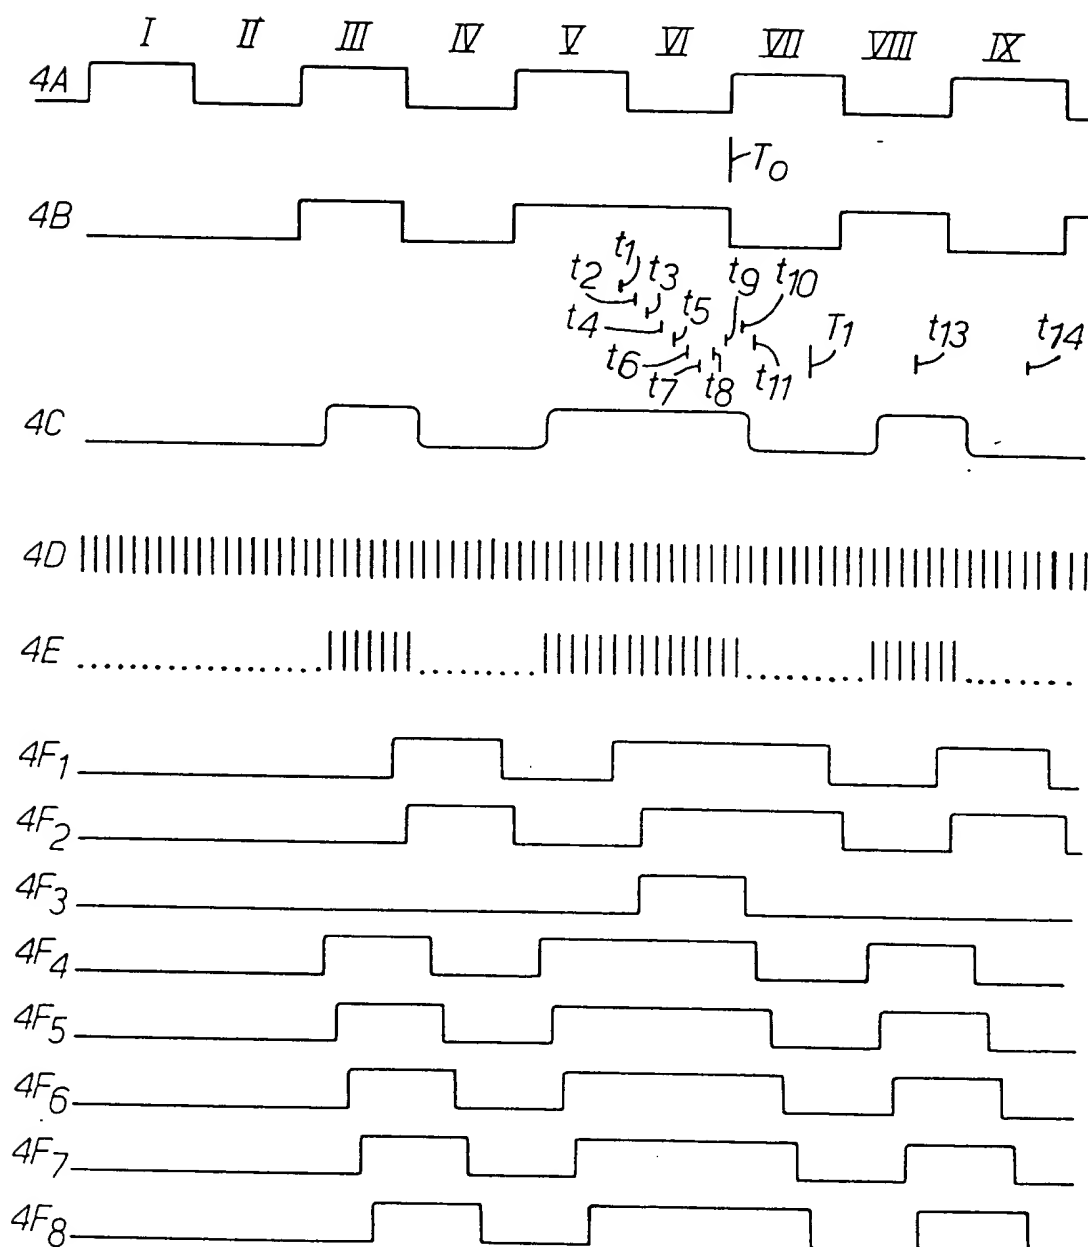 I II III IV V VI VII VIII IX
4A
T0
4B
t1
t2 t3 t9 t10
t4 t5 T1 t13 t14
t6 t7 t8 t11
4C
4D
4E
4F1
4F2
4F3
4F4
4F5
4F6
4F7
4F8